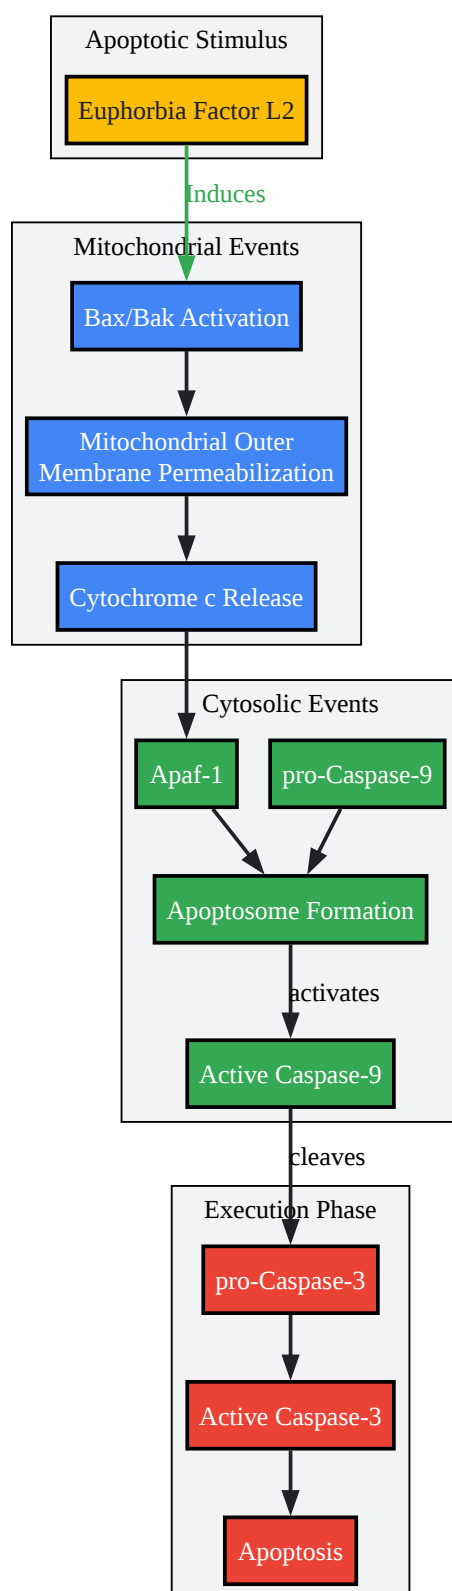 Apoptotic Stimulus
Euphorbia Factor L2
Induces
Mitochondrial Events
Bax/Bak Activation
Mitochondrial Outer
Membrane Permeabilization
Cytochrome c Release
Cytosolic Events
Apaf-1
pro-Caspase-9
Apoptosome Formation
activates
Active Caspase-9
cleaves
Execution Phase
pro-Caspase-3
Active Caspase-3
Apoptosis